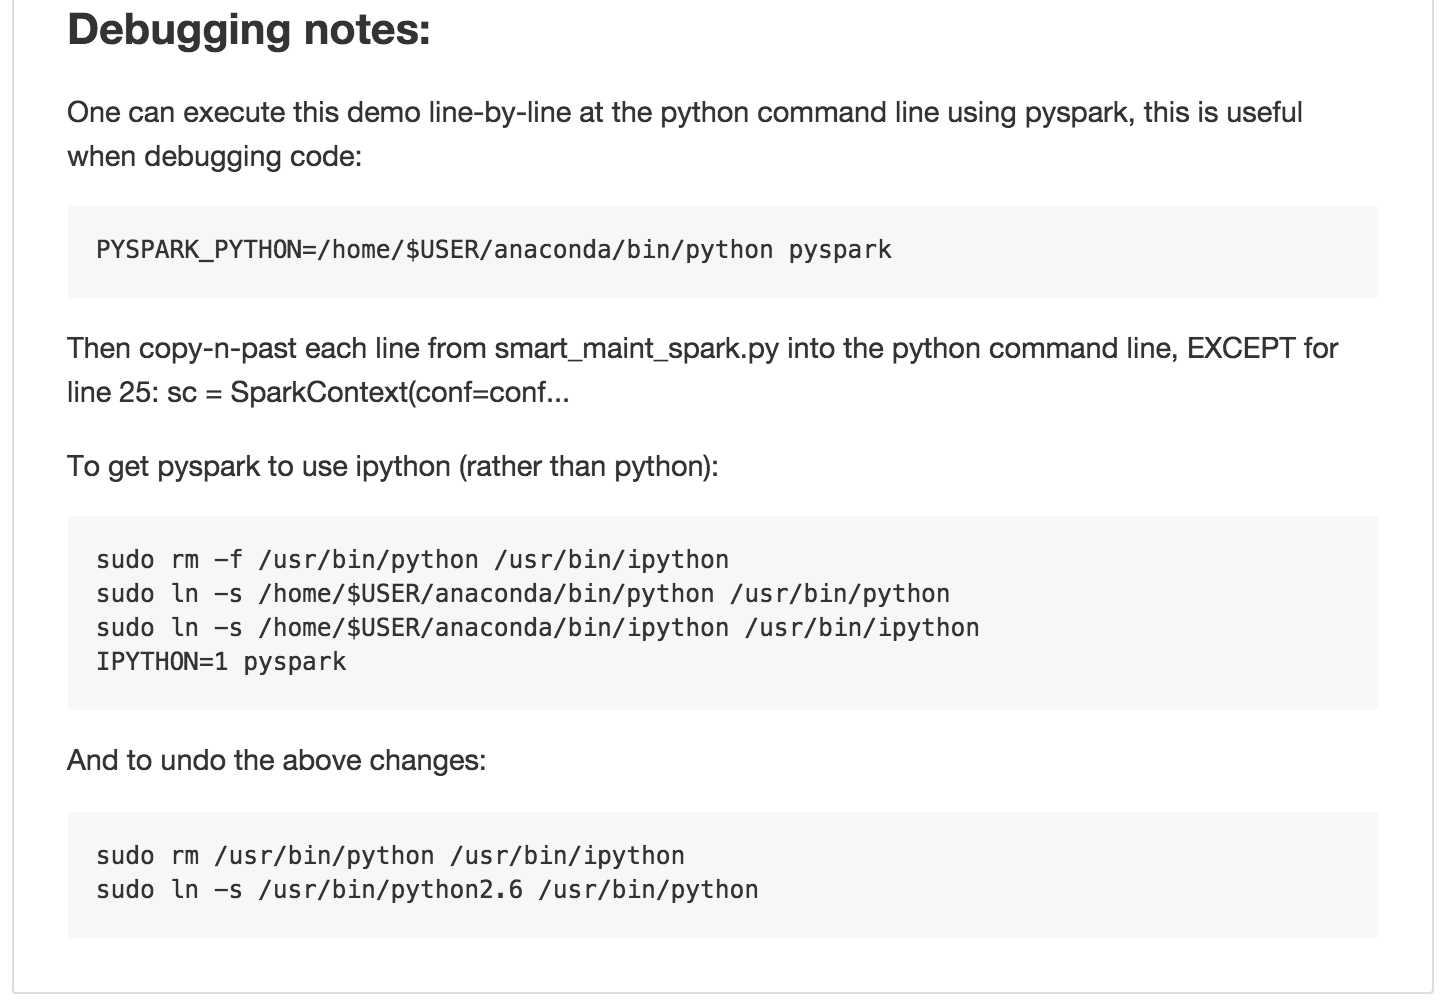 Debugging notes:
One can execute this demo line-by-line at the python command line using pyspark, this is useful
when debugging code:
PYSPARK_PYTHON=/home/$USER/anaconda/bin/python pyspark
Then copy-n-past each line from smart_maint_spark.py into the python command line, EXCEPT for
line 25: sc = SparkContext(conf=conf...
To get pyspark to use ipython (rather than python):
sudo rm -f /usr/bin/python /usr/bin/ipython
sudo ln -s /home/$USER/anaconda/bin/python /usr/bin/python
sudo ln -s /home/$USER/anaconda/bin/ipython /usr/bin/ipython
IPYTHON=1 pyspark
And to undo the above changes:
sudo rm /usr/bin/python /usr/bin/ipython
sudo ln -s /usr/bin/python2.6 /usr/bin/python